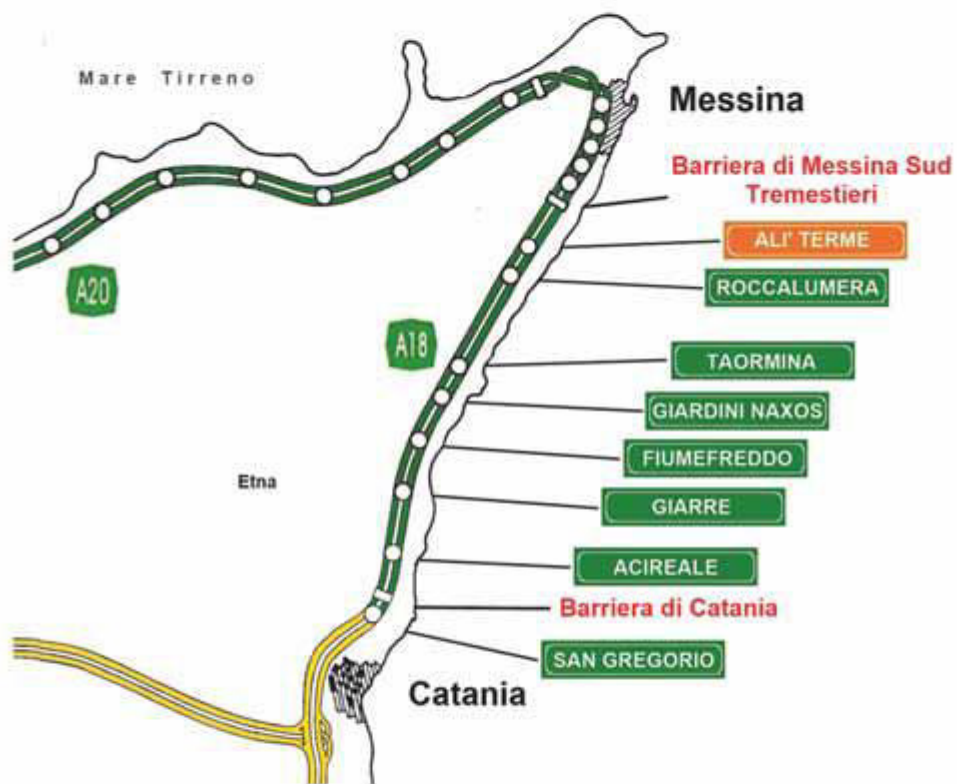 Mare Tirreno
Messina
Barriera di Messina Sud
Tremestieri
ALI' TERME
A20
ROCCALUMERA
A18
TAORMINA
GIARDINI NAXOS
FIUMEFREDDO
Etna
GIARRE
ACIREALE
Barriera di Catania
SAN GREGORIO
Catania